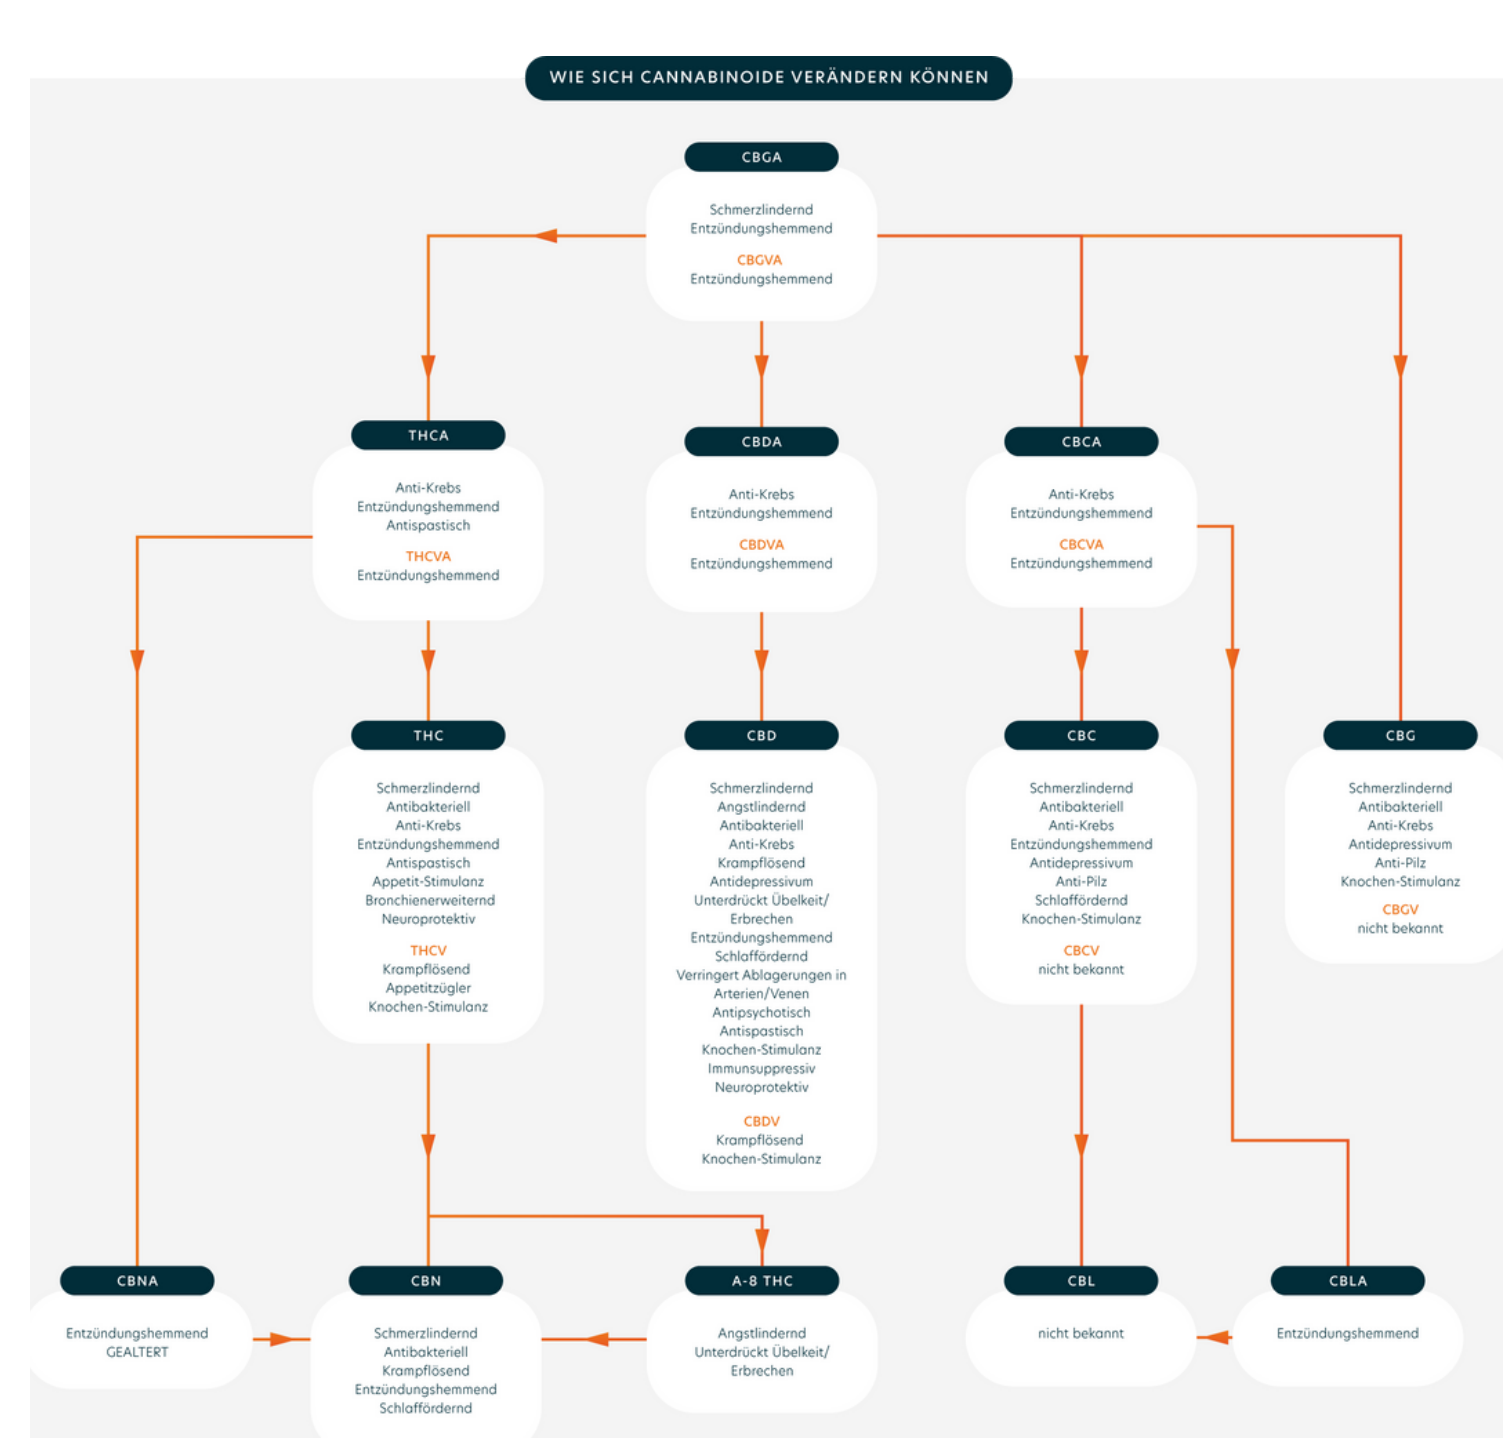 WIE SICH CANNABINOIDE VERÄNDERN KÖNNEN
CBGA
Schmerzlindernd
Entzündungshemmend
CBGVA
Entzündungshemmend
THCA
Anti-Krebs
Entzündungshemmend
Antispastisch
THCVA
Entzündungshemmend
CBDA
Anti-Krebs
Entzündungshemmend
CBDVA
Entzündungshemmend
CBCA
Anti-Krebs
Entzündungshemmend
CBCVA
Entzündungshemmend
THC
Schmerzlindernd
Antibakteriell
Anti-Krebs
Entzündungshemmend
Antispastisch
Appetit-Stimulanz
Bronchienerweiternd
Neuroprotektiv
THCV
Krampflösend
Appetitzügler
Knochen-Stimulanz
CBD
Schmerzlindernd
Angstlindernd
Antibakteriell
Anti-Krebs
Krampflösend
Antidepressivum
Unterdrückt Übelkeit/
Erbrechen
Entzündungshemmend
Schlaffördernd
Verringert Ablagerungen in
Arterien/Venen
Antipsychotisch
Antispastisch
Knochen-Stimulanz
Immunsuppressiv
Neuroprotektiv
CBDV
Krampflösend
Knochen-Stimulanz
CBC
Schmerzlindernd
Antibakteriell
Anti-Krebs
Entzündungshemmend
Antidepressivum
Anti-Pilz
Schlaffördernd
Knochen-Stimulanz
CBCV
nicht bekannt
CBG
Schmerzlindernd
Antibakteriell
Anti-Krebs
Antidepressivum
Anti-Pilz
Knochen-Stimulanz
CBGV
nicht bekannt
CBNA
Entzündungshemmend
GEALTERT
CBN
Schmerzlindernd
Antibakteriell
Krampflösend
Entzündungshemmend
Schlaffördernd
A-8 THC
Angstlindernd
Unterdrückt Übelkeit/
Erbrechen
CBL
nicht bekannt
CBLA
Entzündungshemmend